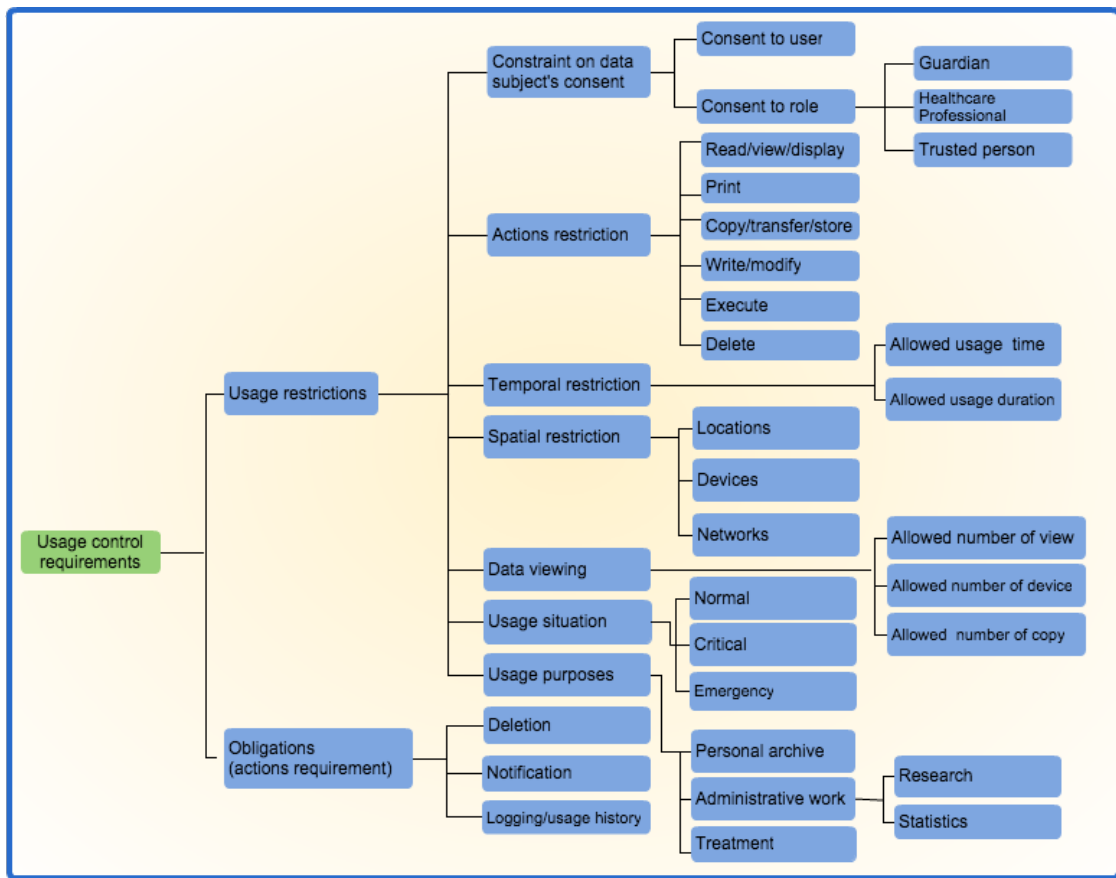 Consent to user
Constraint on data
subject's consent
Guardian
Consent to role
Healthcare
Professional
Read/view/display
Trusted person
Print
Actions restriction
Copy/transfer/store
Write/modify
Execute
Delete
Allowed usage time
Usage restrictions
Temporal restriction
Allowed usage duration
Spatial restriction
Locations
Devices
Usage control
requirements
Networks
Allowed number of view
Data viewing
Allowed number of device
Normal
Usage situation
Allowed number of copy
Critical
Usage purposes
Emergency
Deletion
Obligations
(actions requirement)
Personal archive
Notification
Research
Administrative work
Logging/usage history
Statistics
Treatment